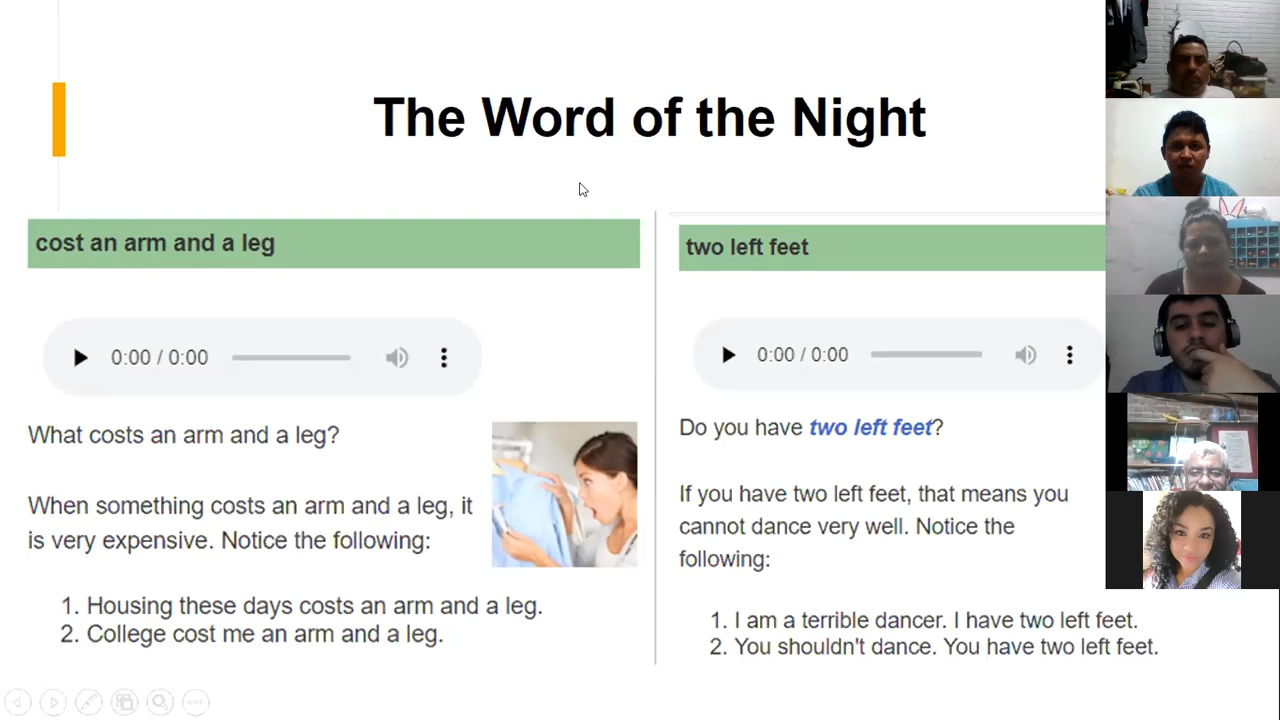 The Word of the Night
cost an arm and a leg
0:00 / 0:00
What costs an arm and a leg?
When something costs an arm and a leg, it
is very expensive. Notice the following:
1. Housing these days costs an arm and a leg.
2. College cost me an arm and a leg.
two left feet
0:00 / 0:00
Do you have two left feet?
If you have two left feet, that means you
cannot dance very well. Notice the
following:
1. I am a terrible dancer. I have two left feet.
2. You shouldn't dance. You have two left feet.